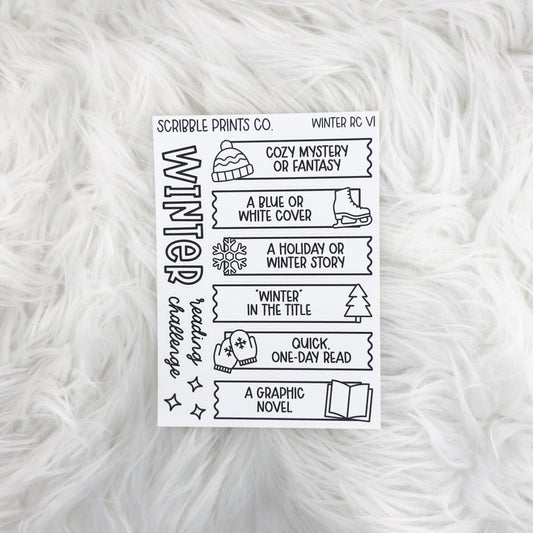 SCRIBBLE PRINTS CO.
WINTER RC V1
WINTER
reading
challenge
COZY MYSTERY
OR FANTASY
A BLUE OR
WHITE COVER
A HOLIDAY OR
WINTER STORY
"WINTER"
IN THE TITLE
QUICK,
ONE-DAY READ
A GRAPHIC
NOVEL